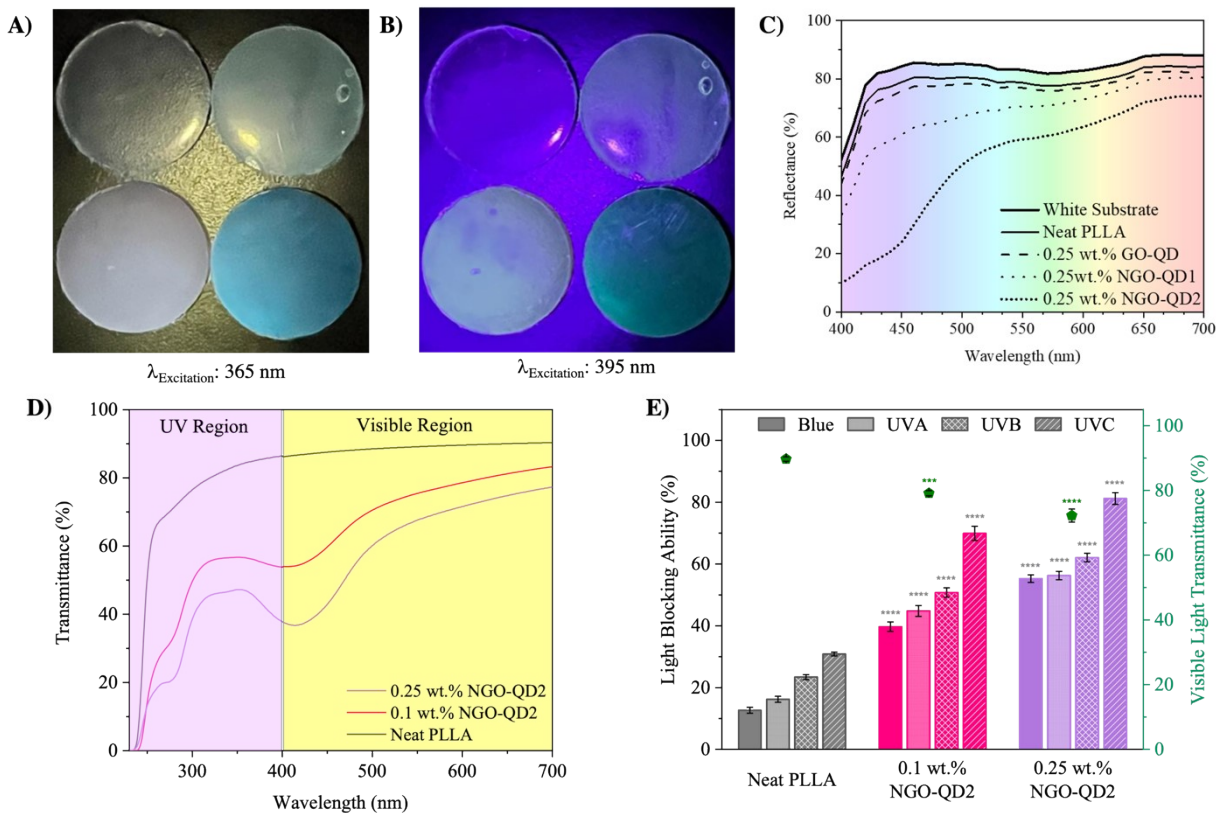 A)
B)
λExcitation: 365 nm
λExcitation: 395 nm
C)
100
80
60
40
20
0
Reflectance (%)
White Substrate
Neat PLLA
0.25 wt.% GO-QD
0.25wt.% NGO-QD1
0.25 wt.% NGO-QD2
400
450
500
550
600
650
700
Wavelength (nm)
D)
100
80
60
40
20
0
Transmittance (%)
UV Region
Visible Region
0.25 wt.% NGO-QD2
0.1 wt.% NGO-QD2
Neat PLLA
300
400
500
600
700
Wavelength (nm)
E)
Blue
UVA
UVB
UVC
100
80
60
40
20
0
Light Blocking Ability (%)
100
80
60
40
20
0
Visible Light Transmittance (%)
***
****
****
****
****
****
****
****
****
****
Neat PLLA
0.1 wt.%
NGO-QD2
0.25 wt.%
NGO-QD2